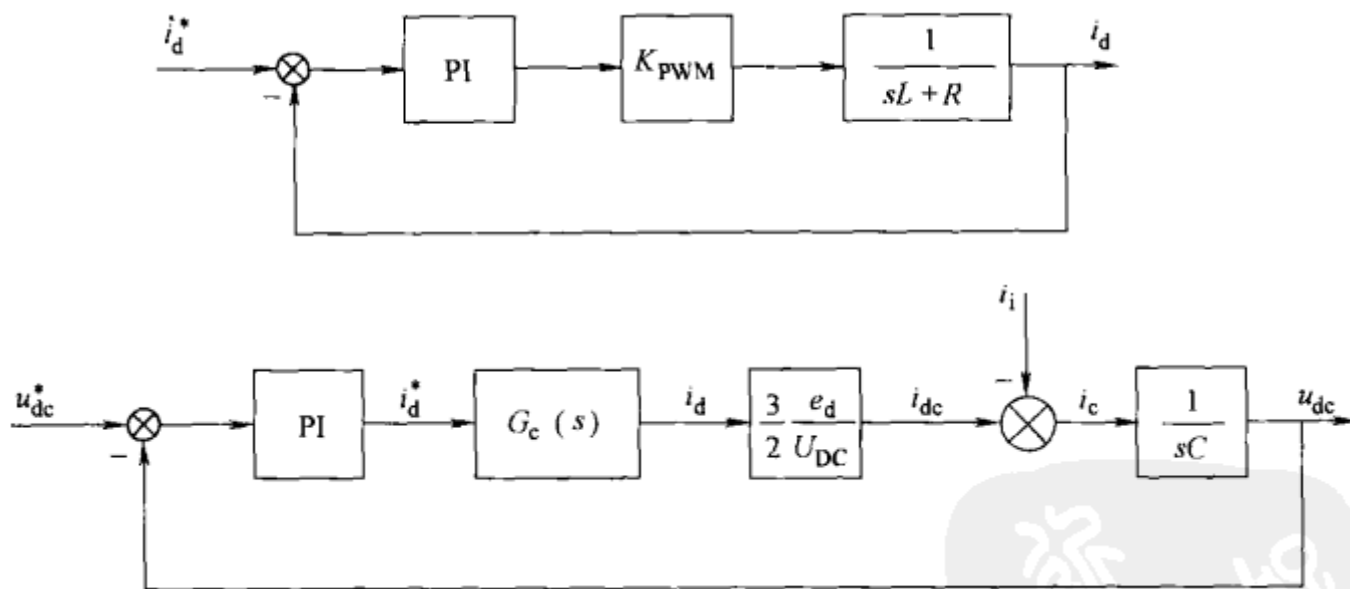 i_d^*
PI
K_PWM
1
sL+R
i_d
−
i_i
u_dc^*
PI
i_d^*
G_c(s)
i_d
3 e_d
2 U_DC
i_dc
−
i_c
1
sC
u_dc
−